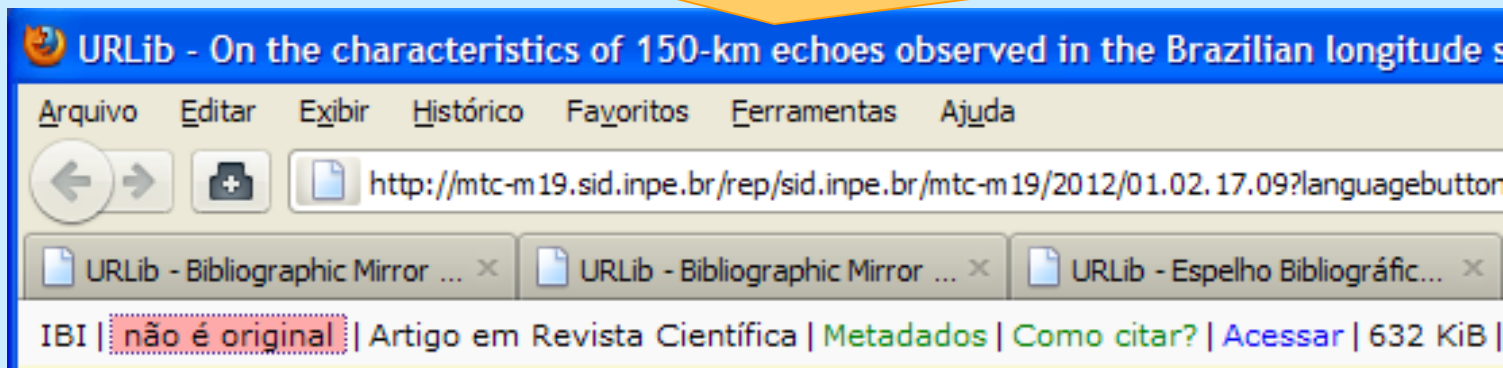 URLib - On the characteristics of 150-km echoes observed in the Brazilian longitude
Arquivo Editar Exibir Histórico Favoritos Ferramentas Ajuda
http://mtc-m19.sid.inpe.br/rep/sid.inpe.br/mtc-m19/2012/01.02.17.09?languagebutton
URLib - Bibliographic Mirror ... × URLib - Bibliographic Mirror ... × URLib - Espelho Bibliográfic... ×
IBI | não é original | Artigo em Revista Científica | Metadados | Como citar? | Acessar | 632 KiB |